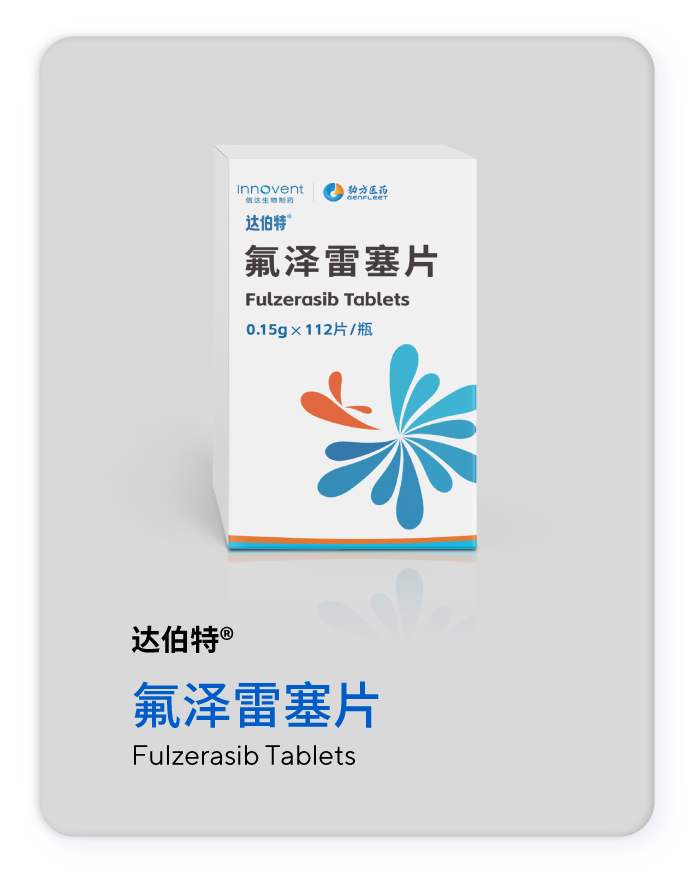 Innovent
信达生物制药
劲方医药
GENFLEET
达伯特®
氟泽雷塞片
Fulzerasib Tablets
0.15g×112片/瓶
达伯特®
氟泽雷塞片
Fulzerasib Tablets